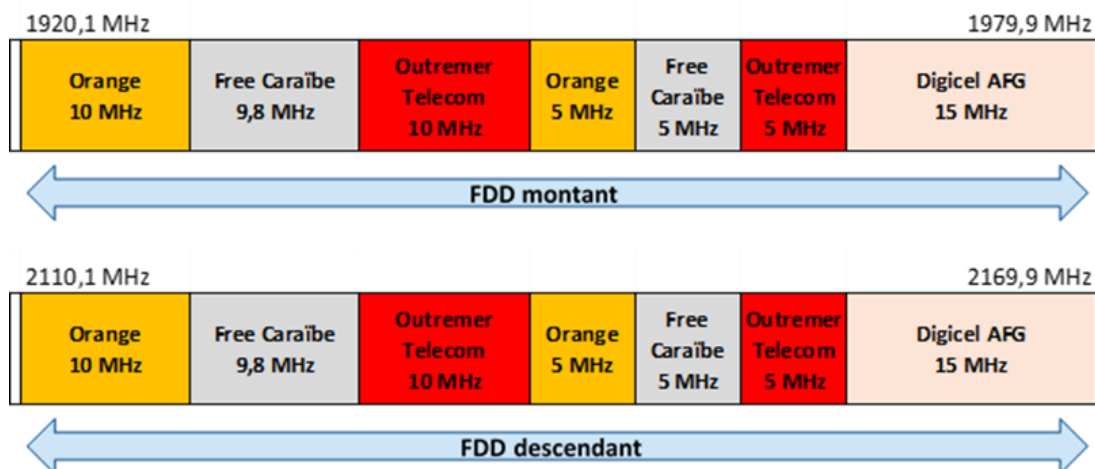 1920,1 MHz 1979,9 MHz
Orange
10 MHz
Free Caraïbe
9,8 MHz
Outremer
Telecom
10 MHz
Orange
5 MHz
Free
Caraïbe
5 MHz
Outremer
Telecom
5 MHz
Digicel AFG
15 MHz
FDD montant
2110,1 MHz 2169,9 MHz
Orange
10 MHz
Free Caraïbe
9,8 MHz
Outremer
Telecom
10 MHz
Orange
5 MHz
Free
Caraïbe
5 MHz
Outremer
Telecom
5 MHz
Digicel AFG
15 MHz
FDD descendant